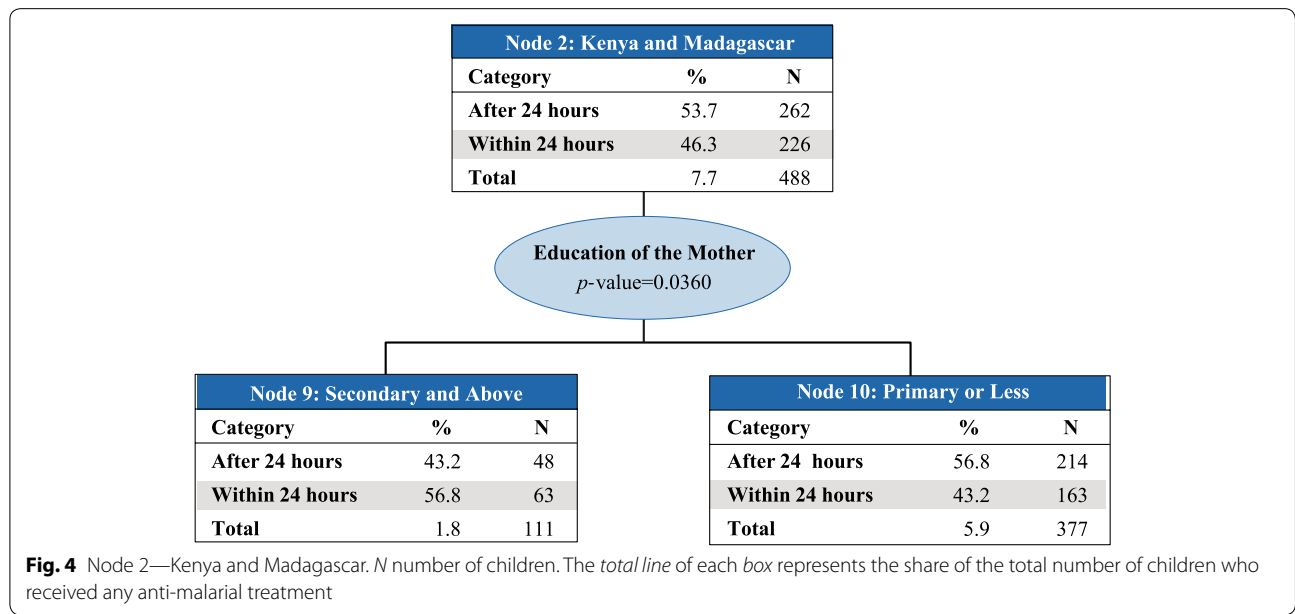 Node 2: Kenya and Madagascar
Category % N
After 24 hours 53.7 262
Within 24 hours 46.3 226
Total 7.7 488
Education of the Mother
p-value=0.0360
Node 9: Secondary and Above
Category % N
After 24 hours 43.2 48
Within 24 hours 56.8 63
Total 1.8 111
Node 10: Primary or Less
Category % N
After 24 hours 56.8 214
Within 24 hours 43.2 163
Total 5.9 377
Fig. 4 Node 2—Kenya and Madagascar. N number of children. The total line of each box represents the share of the total number of children who
received any anti-malarial treatment